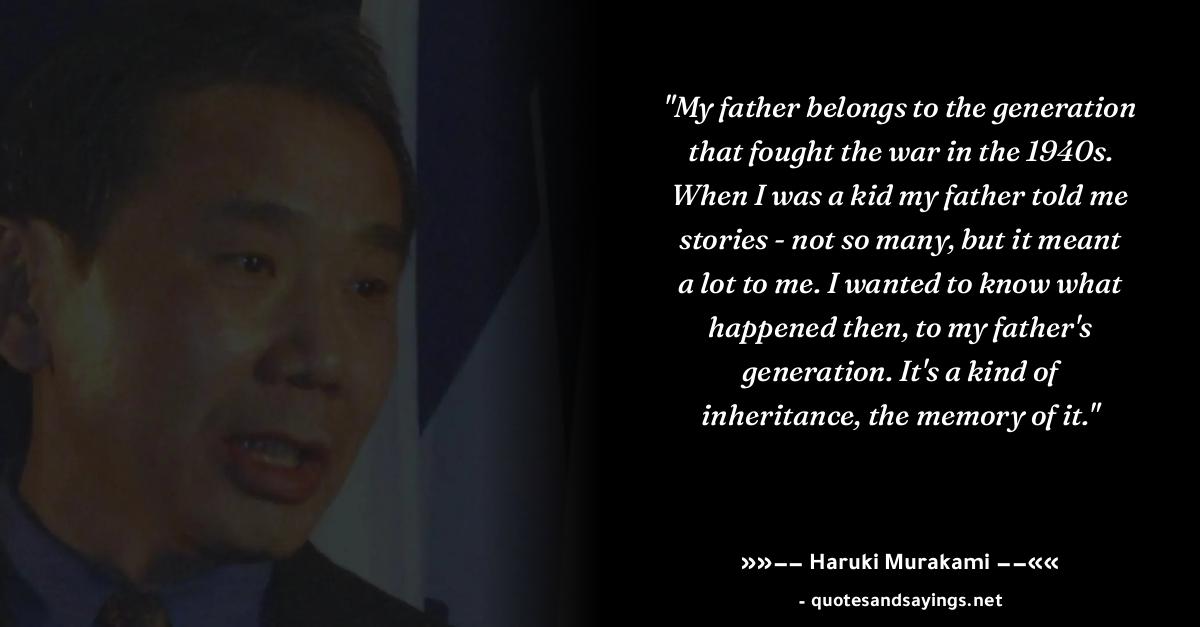 "My father belongs to the generation
that fought the war in the 1940s.
When I was a kid my father told me
stories - not so many, but it meant
a lot to me. I wanted to know what
happened then, to my father's
generation. It's a kind of
inheritance, the memory of it."
»»–– Haruki Murakami ––««
- quotesandsayings.net